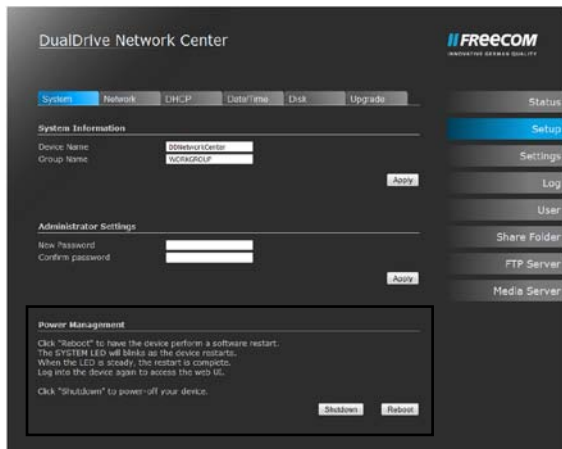 DualDrive Network Center
FREECOM
INNOVATIVE GERMAN QUALITY
System Network DHCP Date/Time Disk Upgrade
Status
Setup
Settings
Log
User
Share Folder
FTP Server
Media Server
System Information
Device Name DDNetworkCenter
Group Name WORKGROUP
Apply
Administrator Settings
New Password
Confirm password
Apply
Power Management
Click "Reboot" to have the device perform a software restart.
The SYSTEM LED will blinks as the device restarts.
When the LED is steady, the restart is complete.
Log into the device again to access the web UI.
Click "Shutdown" to power-off your device.
Shutdown Reboot